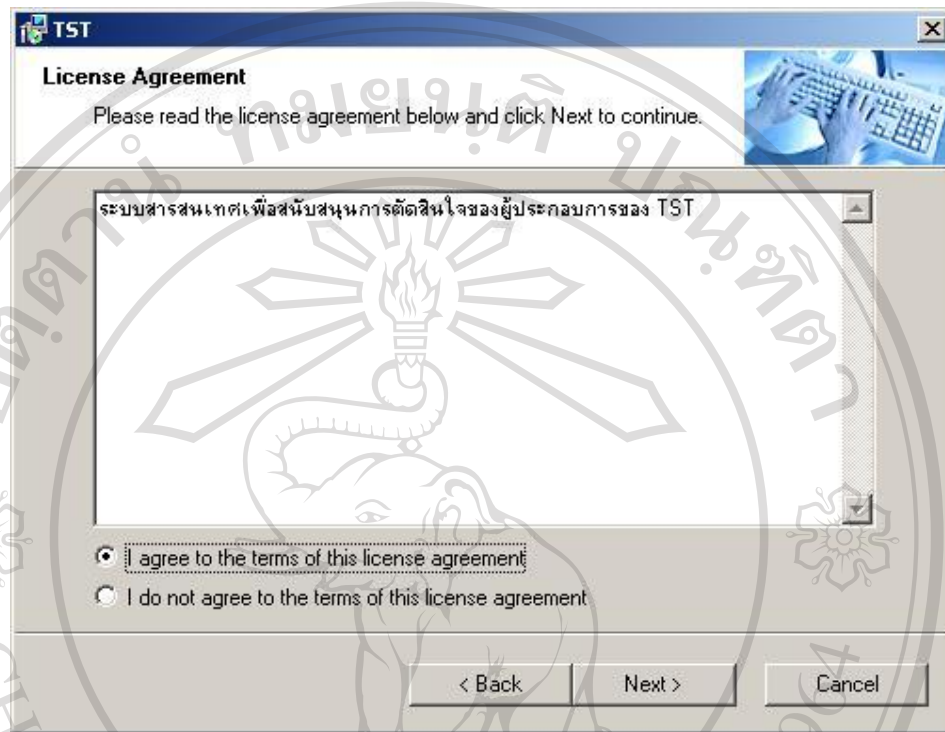 TST
License Agreement
Please read the license agreement below and click Next to continue.
ระบบสารสนเทศเพื่อสนับสนุนการตัดสินใจของผู้ประกอบการของ TST
I agree to the terms of this license agreement
I do not agree to the terms of this license agreement
< Back Next > Cancel